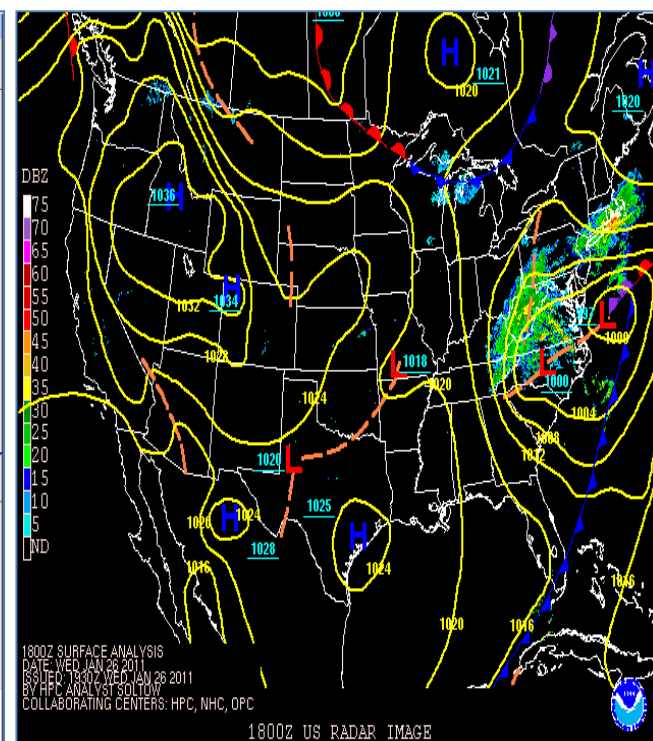 1000
H
1021
1020
H
1020
1036
H
H
1034
1032
1028
DBZ
75
70
65
60
55
50
45
40
35
30
25
20
15
10
5
ND
L
1018
1020
1024
L
1020
997
L
1000
L
1000
1004
1008
1012
1025
H
1024
1028
1020
1016
H
1024
1020
1016
1016
1800Z SURFACE ANALYSIS
DATE: WED JAN 26 2011
ISSUED: 1930Z WED JAN 26 2011
BY HPC ANALYST SOLTOW
COLLABORATING CENTERS: HPC, NHC, OPC
1800Z US RADAR IMAGE